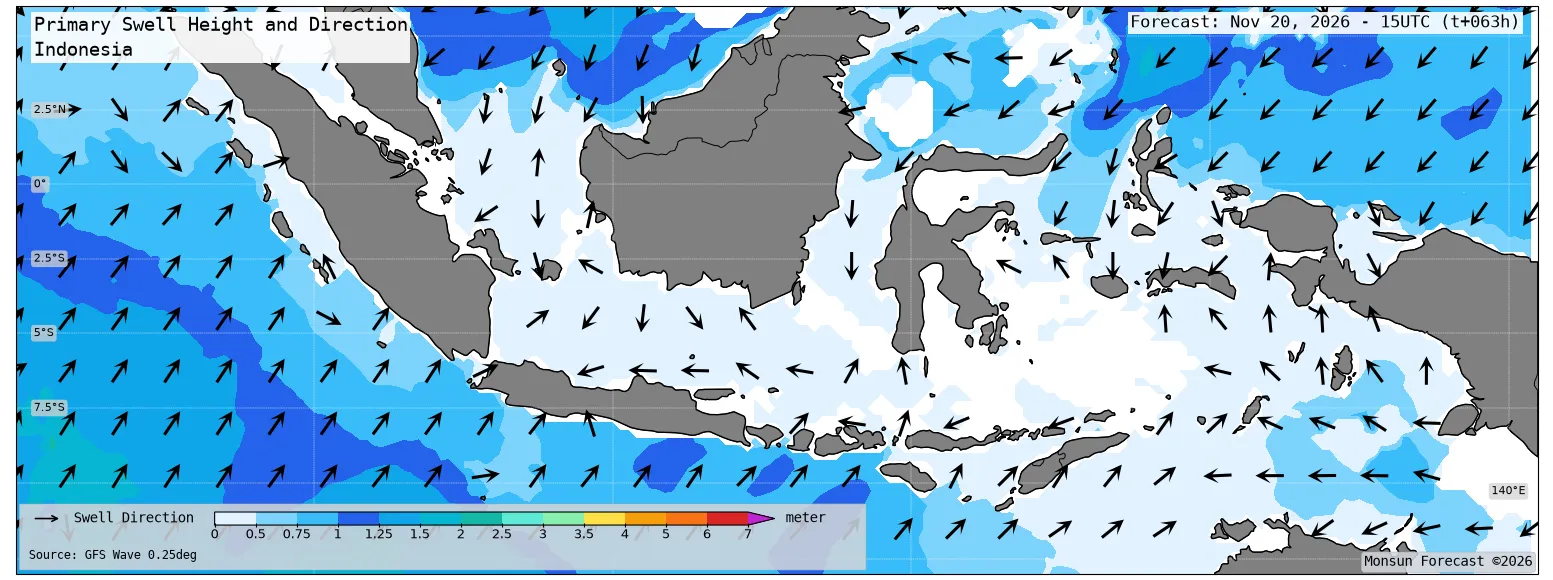 Primary Swell Height and Direction
Indonesia
Forecast: Nov 20, 2026 - 15UTC (t+063h)
2.5°N
0°
2.5°S
5°S
7.5°S
140°E
Swell Direction
meter
0 0.5 0.75 1 1.25 1.5 2 2.5 3 3.5 4 5 6 7
Source: GFS Wave 0.25deg
Monsun Forecast ©2026